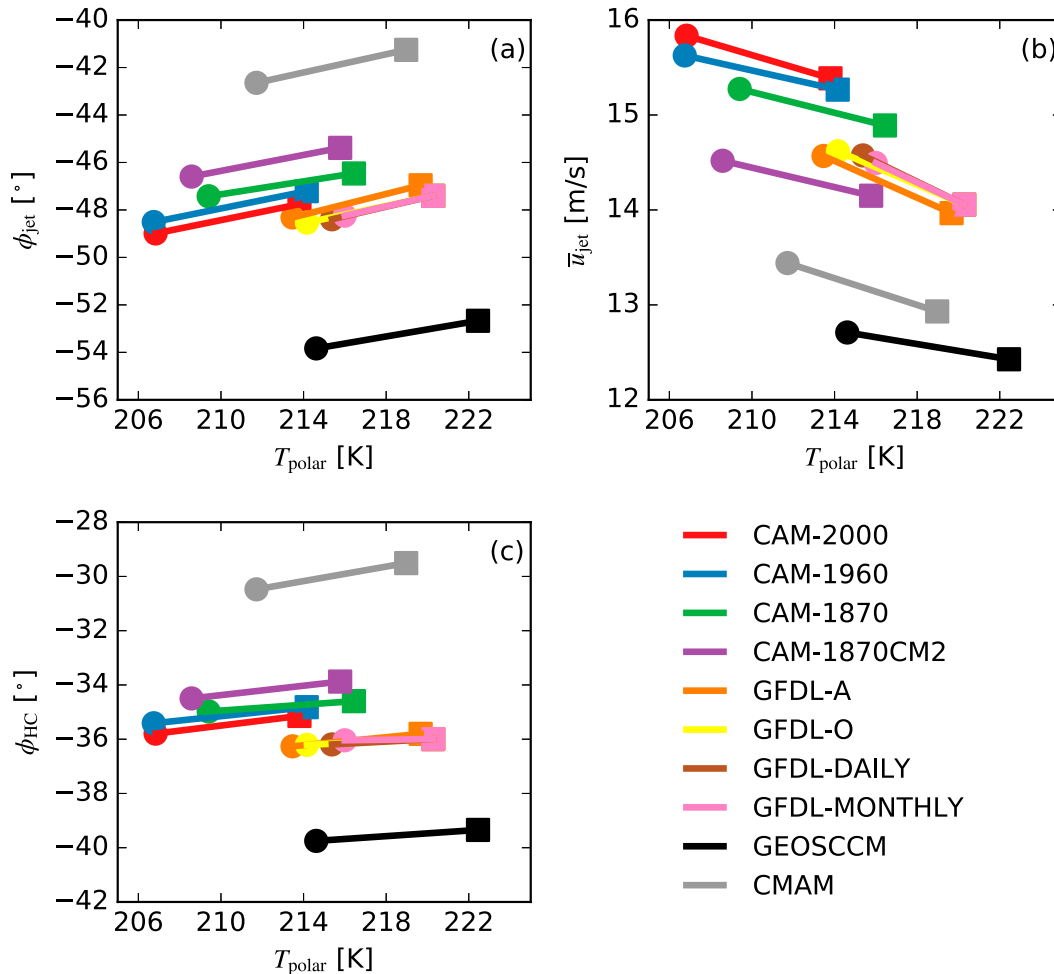 −40
−42
−44
−46
−48
−50
−52
−54
−56
ϕjet [°]
(a)
206 210 214 218 222
Tpolar [K]
16
15
14
13
12
u̅jet [m/s]
(b)
206 210 214 218 222
Tpolar [K]
−28
−30
−32
−34
−36
−38
−40
−42
ϕHC [°]
(c)
206 210 214 218 222
Tpolar [K]
CAM-2000
CAM-1960
CAM-1870
CAM-1870CM2
GFDL-A
GFDL-O
GFDL-DAILY
GFDL-MONTHLY
GEOSCCM
CMAM